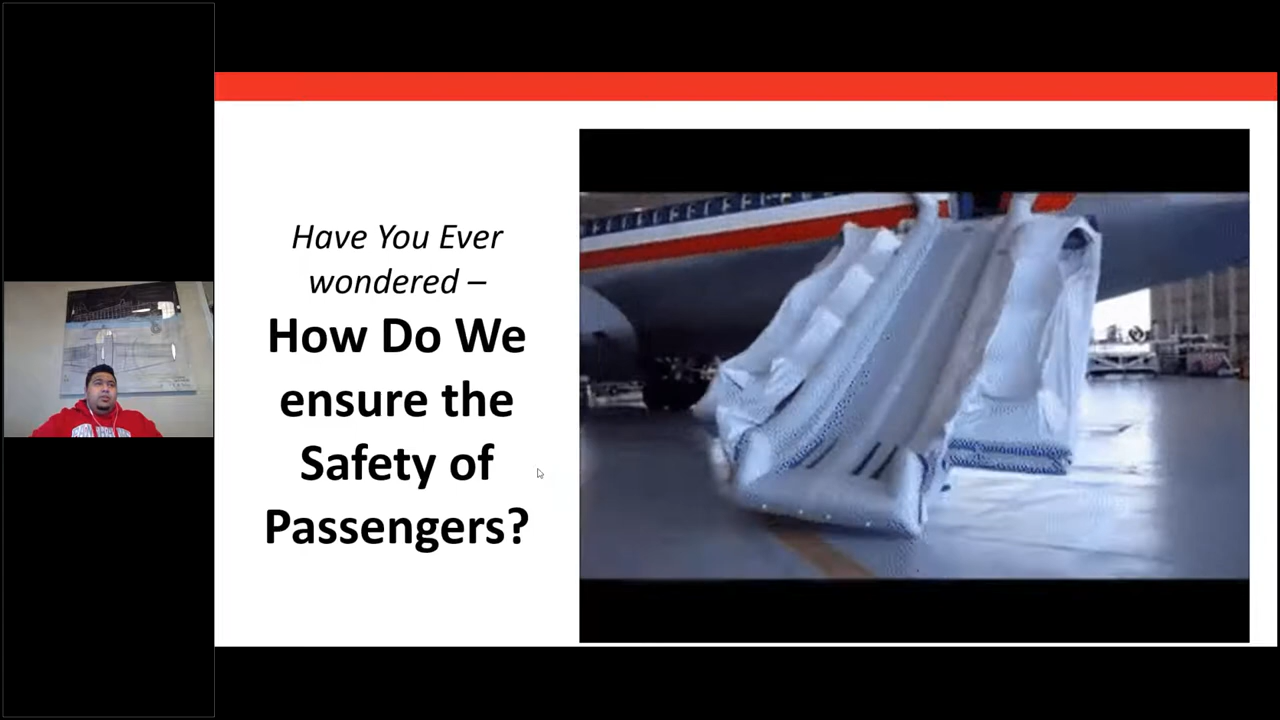 Have You Ever
wondered –
How Do We
ensure the
Safety of
Passengers?